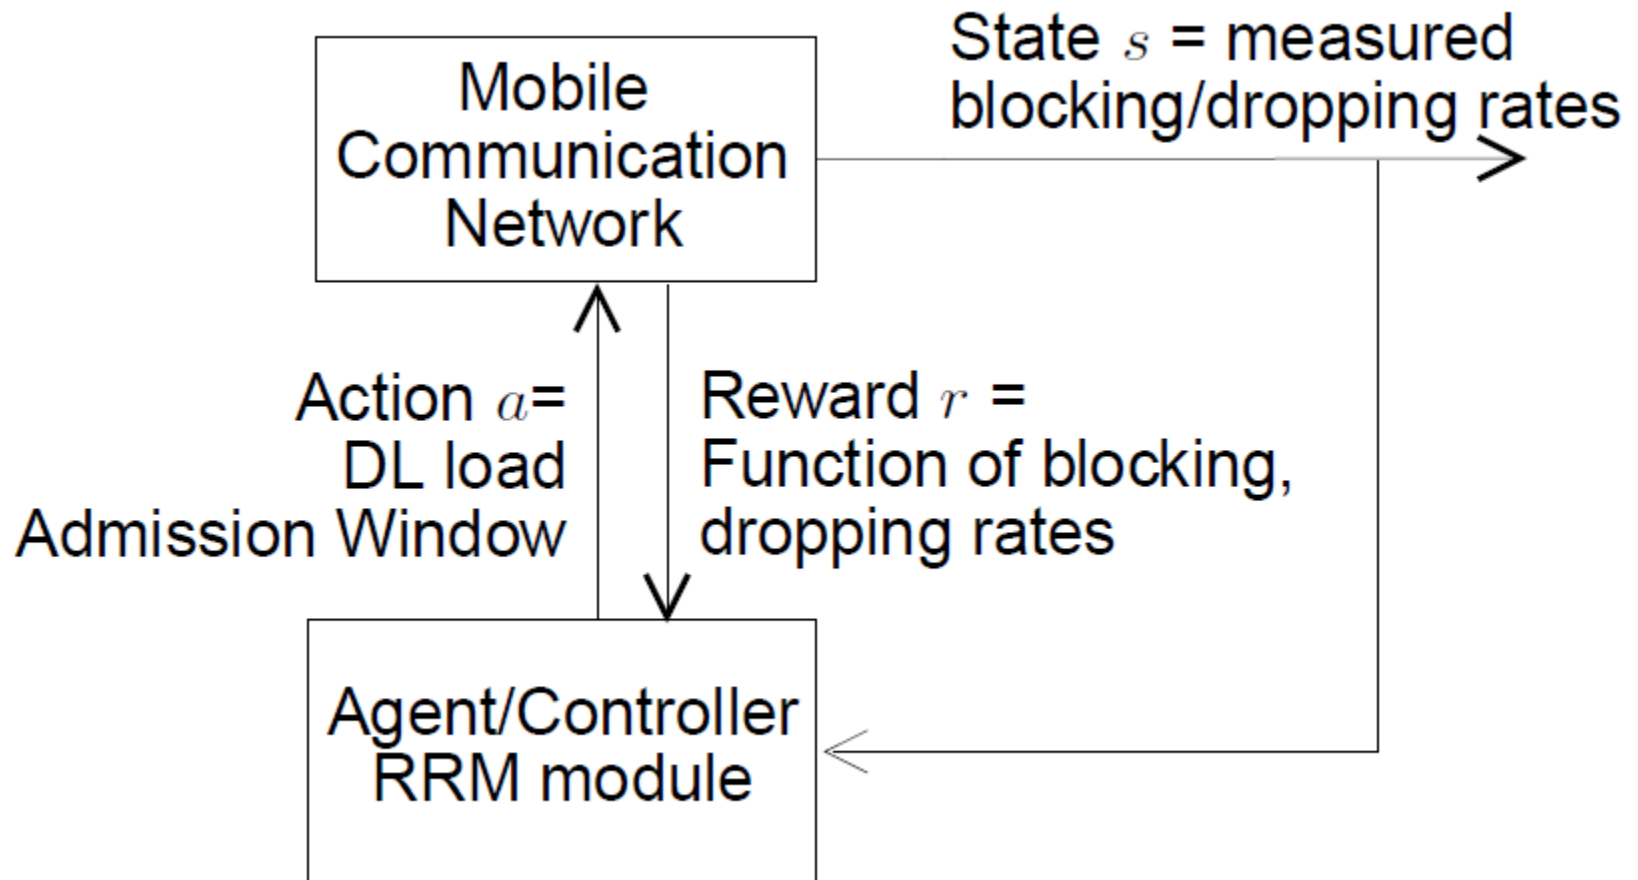 Mobile
Communication
Network
State s = measured
blocking/dropping rates
Action a=
DL load
Admission Window
Reward r =
Function of blocking,
dropping rates
Agent/Controller
RRM module